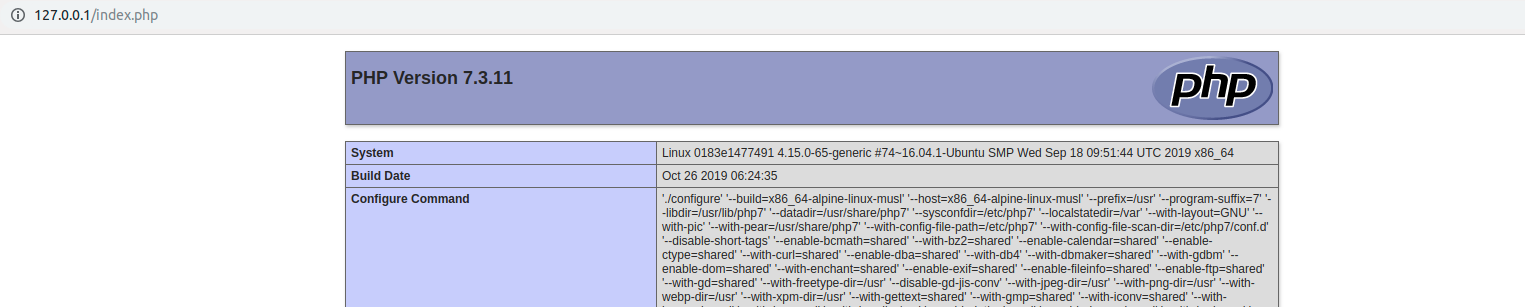 127.0.0.1/index.php
PHP Version 7.3.11
php
System
Linux 0183e1477491 4.15.0-65-generic #74~16.04.1-Ubuntu SMP Wed Sep 18 09:51:44 UTC 2019 x86_64
Build Date
Oct 26 2019 06:24:35
Configure Command
'./configure' '--build=x86_64-alpine-linux-musl' '--host=x86_64-alpine-linux-musl' '--prefix=/usr' '--program-suffix=7' '-
-libdir=/usr/lib/php7' '--datadir=/usr/share/php7' '--sysconfdir=/etc/php7' '--localstatedir=/var' '--with-layout=GNU' '--
with-pic' '--with-pear=/usr/share/php7' '--with-config-file-path=/etc/php7' '--with-config-file-scan-dir=/etc/php7/conf.d'
'--disable-short-tags' '--enable-bcmath=shared' '--with-bz2=shared' '--enable-calendar=shared' '--enable-
ctype=shared' '--with-curl=shared' '--enable-dba=shared' '--with-db4' '--with-dbmaker=shared' '--with-gdbm' '--
enable-dom=shared' '--with-enchant=shared' '--enable-exif=shared' '--enable-fileinfo=shared' '--enable-ftp=shared'
'--with-gd=shared' '--with-freetype-dir=/usr' '--disable-gd-jis-conv' '--with-jpeg-dir=/usr' '--with-png-dir=/usr' '--with-
webp-dir=/usr' '--with-xpm-dir=/usr' '--with-gettext=shared' '--with-gmp=shared' '--with-iconv=shared' '--with-